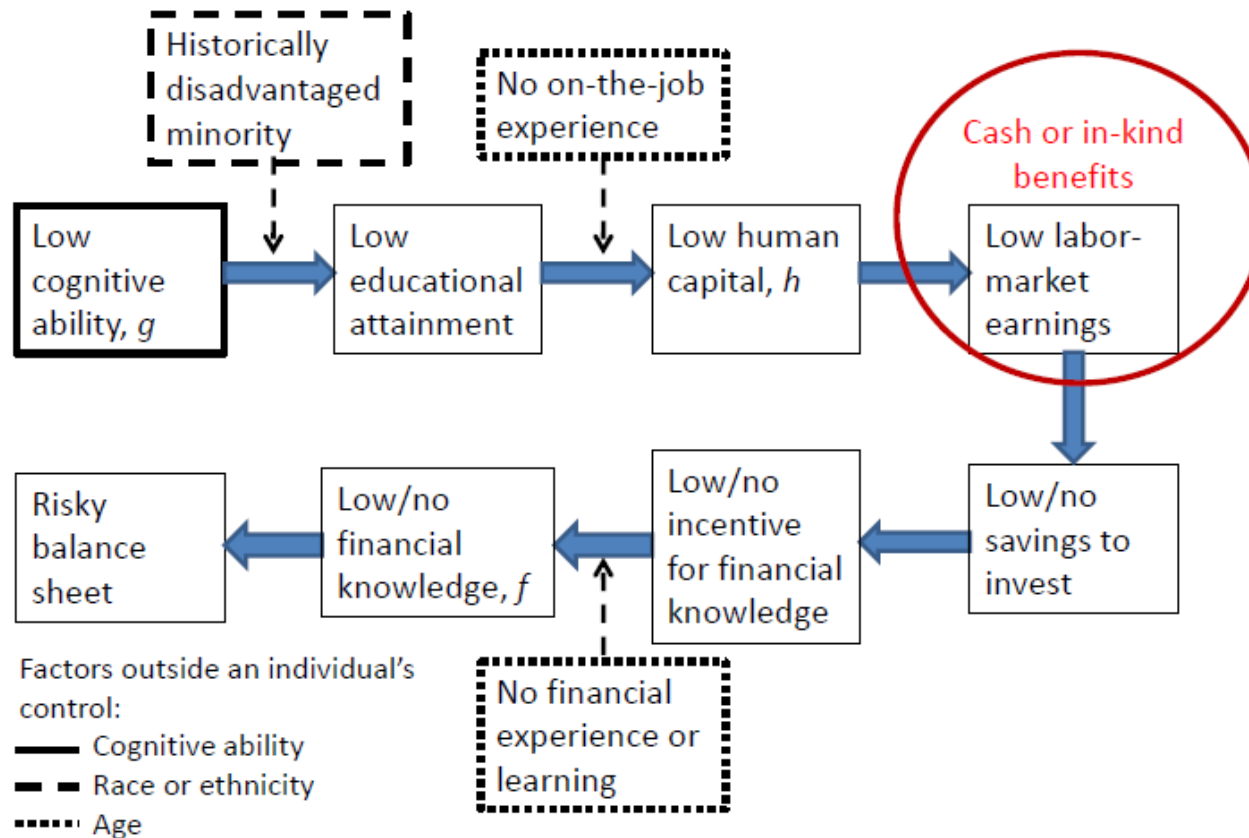 Historically
disadvantaged
minority
No on-the-job
experience
Cash or in-kind
benefits
Low
cognitive
ability, g
Low
educational
attainment
Low human
capital, h
Low labor-
market
earnings
Risky
balance
sheet
Low/no
financial
knowledge, f
Low/no
incentive
for financial
knowledge
Low/no
savings to
invest
Factors outside an individual’s
control:
Cognitive ability
Race or ethnicity
Age
No financial
experience or
learning